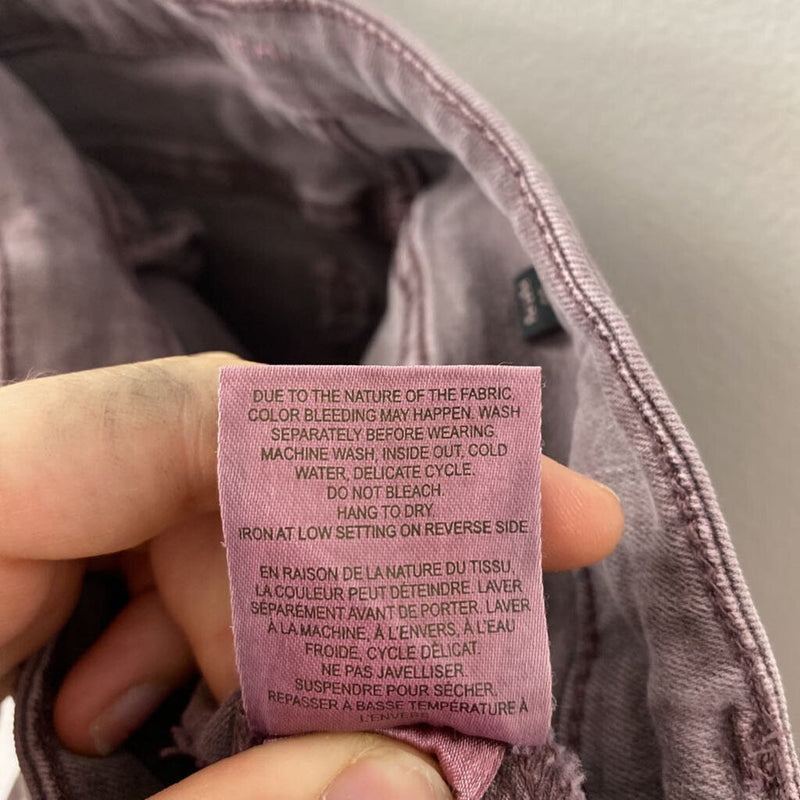 DUE TO THE NATURE OF THE FABRIC,
COLOR BLEEDING MAY HAPPEN. WASH
SEPARATELY BEFORE WEARING.
MACHINE WASH, INSIDE OUT, COLD
WATER, DELICATE CYCLE.
DO NOT BLEACH.
HANG TO DRY.
IRON AT LOW SETTING ON REVERSE SIDE
EN RAISON DE LA NATURE DU TISSU,
LA COULEUR PEUT DÉTEINDRE. LAVER
SÉPARÉMENT AVANT DE PORTER. LAVER
À LA MACHINE, À L'ENVERS, À L'EAU
FROIDE, CYCLE DÉLICAT.
NE PAS JAVELLISER.
SUSPENDRE POUR SÉCHER.
REPASSER À BASSE TEMPÉRATURE À